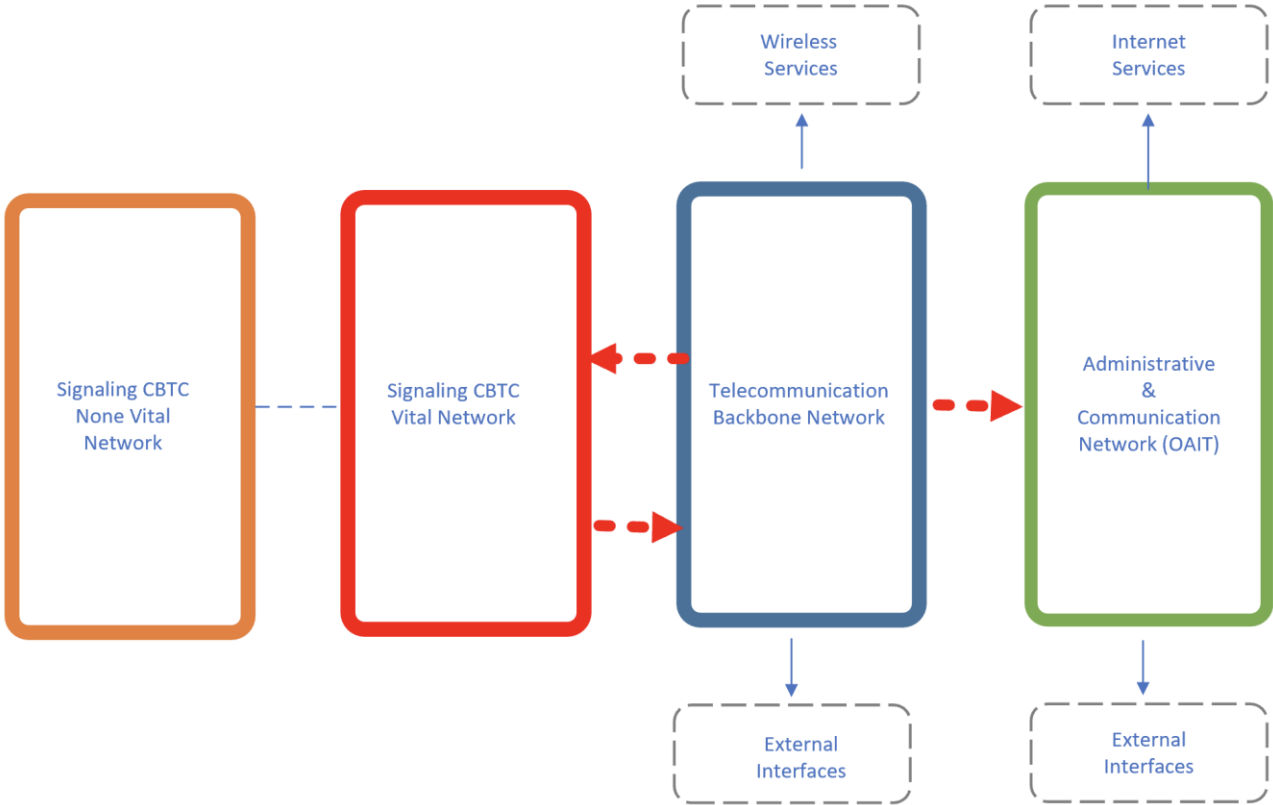 Wireless
Services
Internet
Services
Signaling CBTC
None Vital
Network
Signaling CBTC
Vital Network
Telecommunication
Backbone Network
Administrative
&
Communication
Network (OAIT)
External
Interfaces
External
Interfaces